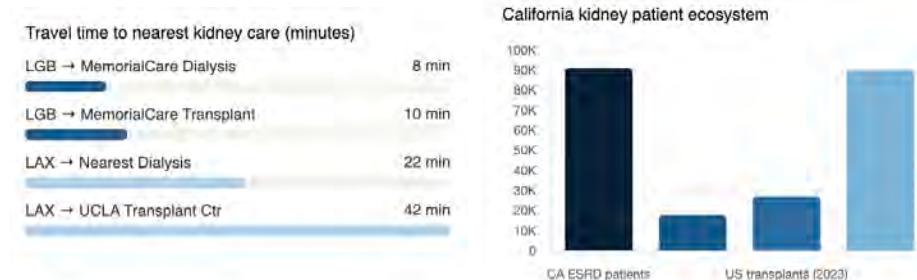 Travel time to nearest kidney care (minutes)
LGB → MemorialCare Dialysis 8 min
LGB → MemorialCare Transplant 10 min
LAX → Nearest Dialysis 22 min
LAX → UCLA Transplant Ctr 42 min
California kidney patient ecosystem
100K
90K
80K
70K
60K
50K
40K
30K
20K
10K
0
CA ESRD patients US transplants (2023)